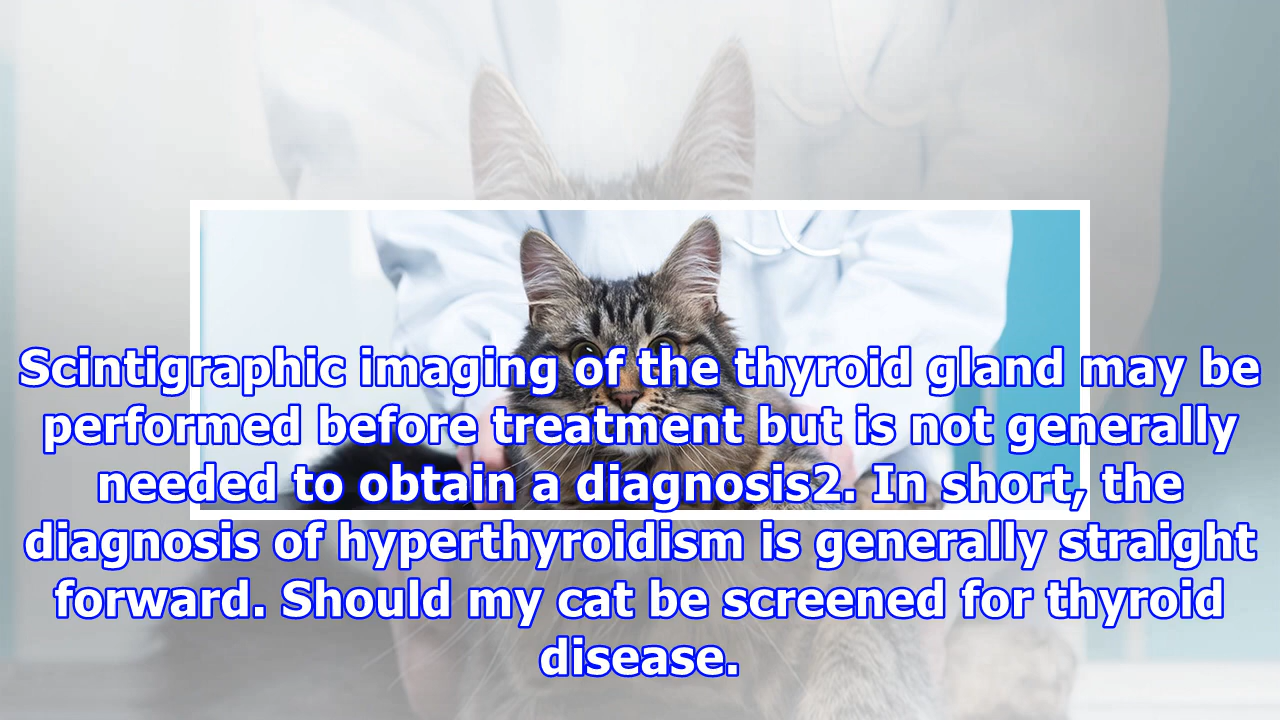 Scintigraphic imaging of the thyroid gland may be
performed before treatment but is not generally
needed to obtain a diagnosis2. In short, the
diagnosis of hyperthyroidism is generally straight
forward. Should my cat be screened for thyroid
disease.